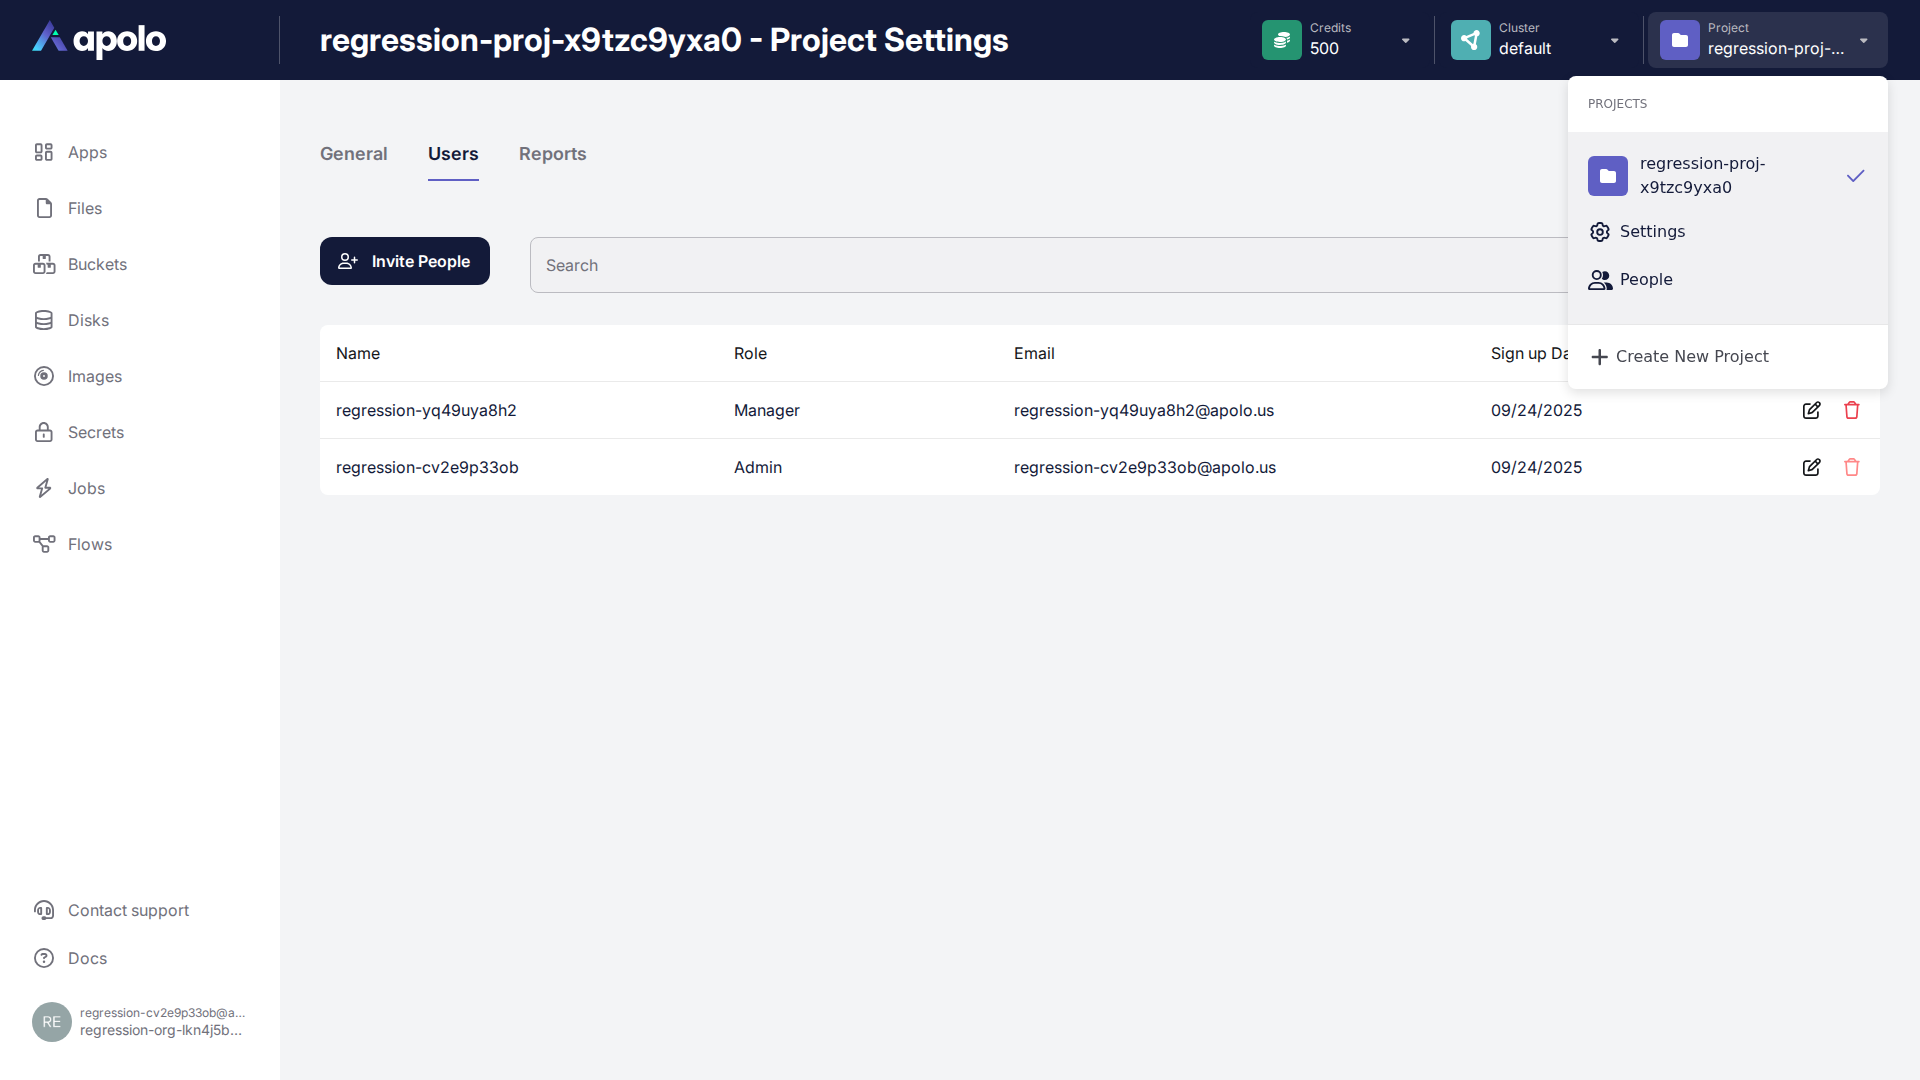 apolo
regression-proj-x9tzc9yxa0 - Project Settings
Credits
500
Cluster
default
Project
regression-proj-...
PROJECTS
regression-proj-
x9tzc9yxa0
Settings
People
Create New Project
Apps
Files
Buckets
Disks
Images
Secrets
Jobs
Flows
General Users Reports
Invite People
Search
Name Role Email Sign up Da
regression-yq49uya8h2 Manager regression-yq49uya8h2@apolo.us 09/24/2025
regression-cv2e9p33ob Admin regression-cv2e9p33ob@apolo.us 09/24/2025
Contact support
Docs
RE
regression-cv2e9p33ob@a...
regression-org-lkn4j5b...